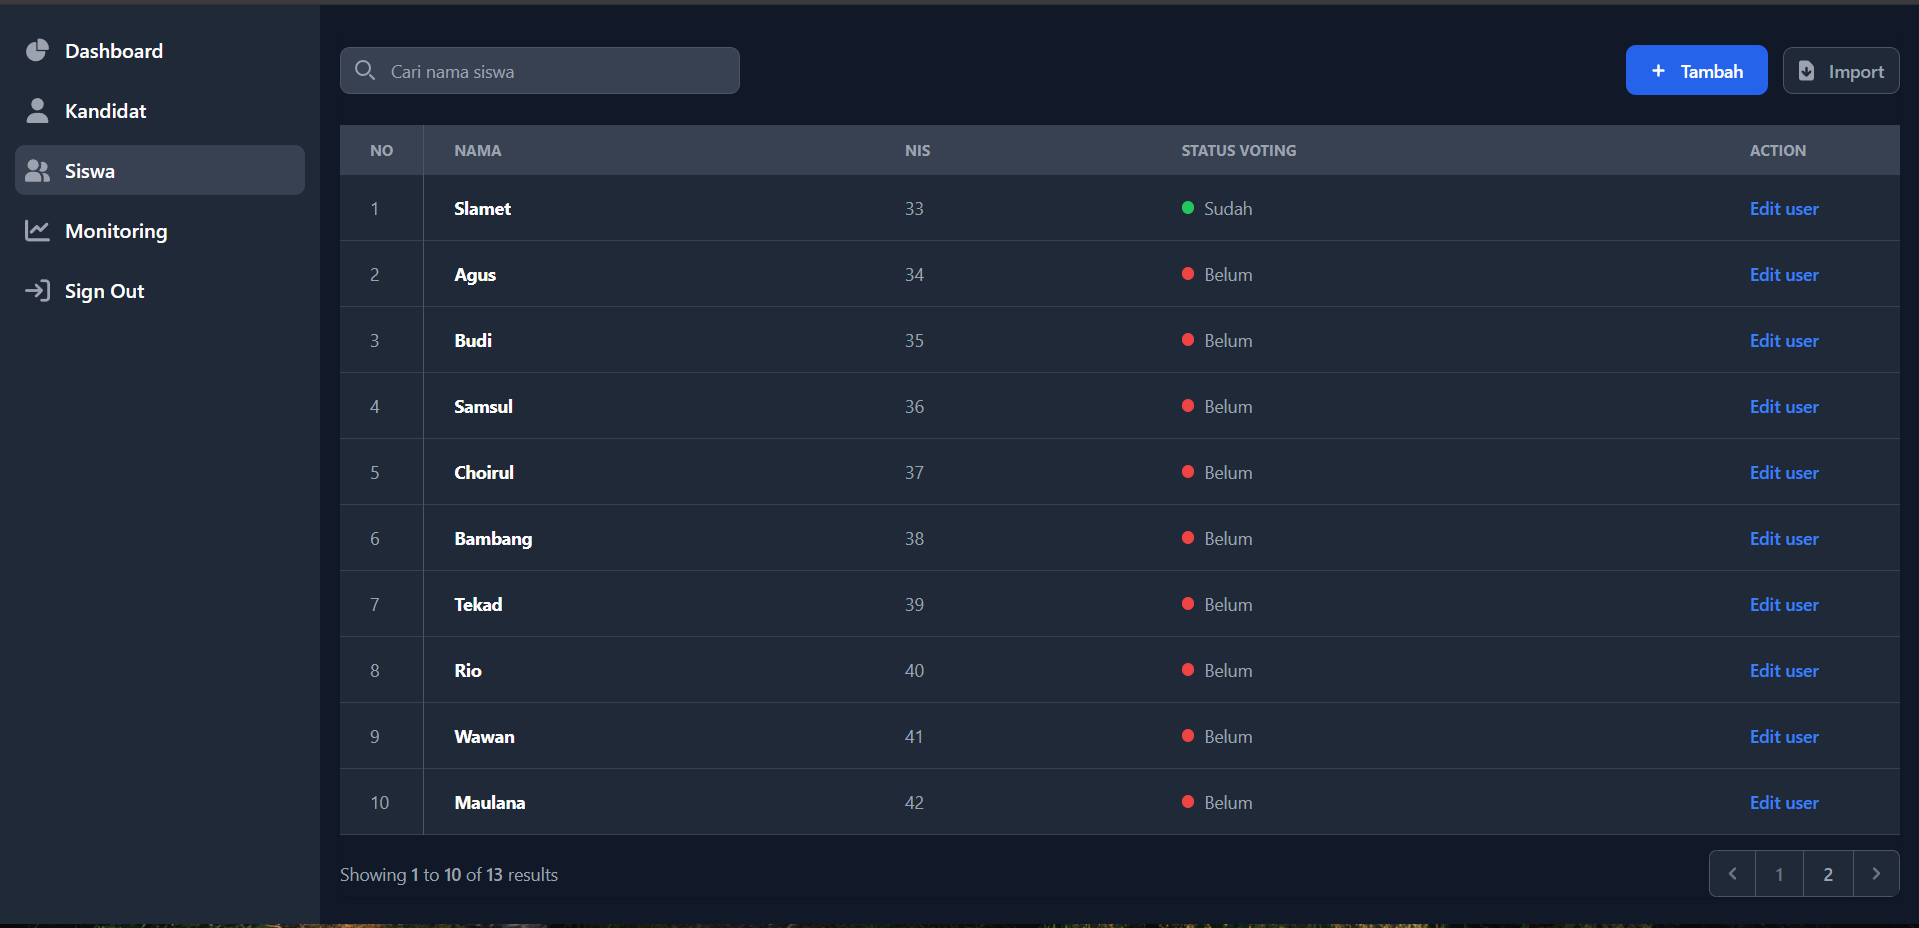 Dashboard
Kandidat
Siswa
Monitoring
Sign Out
Cari nama siswa
+ Tambah
Import
NO NAMA NIS STATUS VOTING ACTION
1 Slamet 33 Sudah Edit user
2 Agus 34 Belum Edit user
3 Budi 35 Belum Edit user
4 Samsul 36 Belum Edit user
5 Choirul 37 Belum Edit user
6 Bambang 38 Belum Edit user
7 Tekad 39 Belum Edit user
8 Rio 40 Belum Edit user
9 Wawan 41 Belum Edit user
10 Maulana 42 Belum Edit user
Showing 1 to 10 of 13 results
1 2